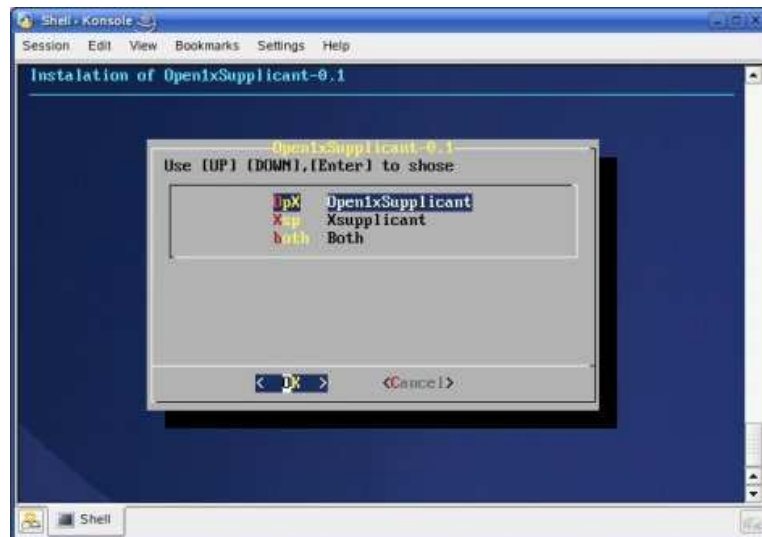 Shell - Konsole
Session Edit View Bookmarks Settings Help
Instalation of Open1xSupplicant-0.1
Open1xSupplicant-0.1
Use [UP] [DOWN],[Enter] to shose
OpX Open1xSupplicant
Xsup Xsupplicant
both Both
< OK > <Cancel>
Shell